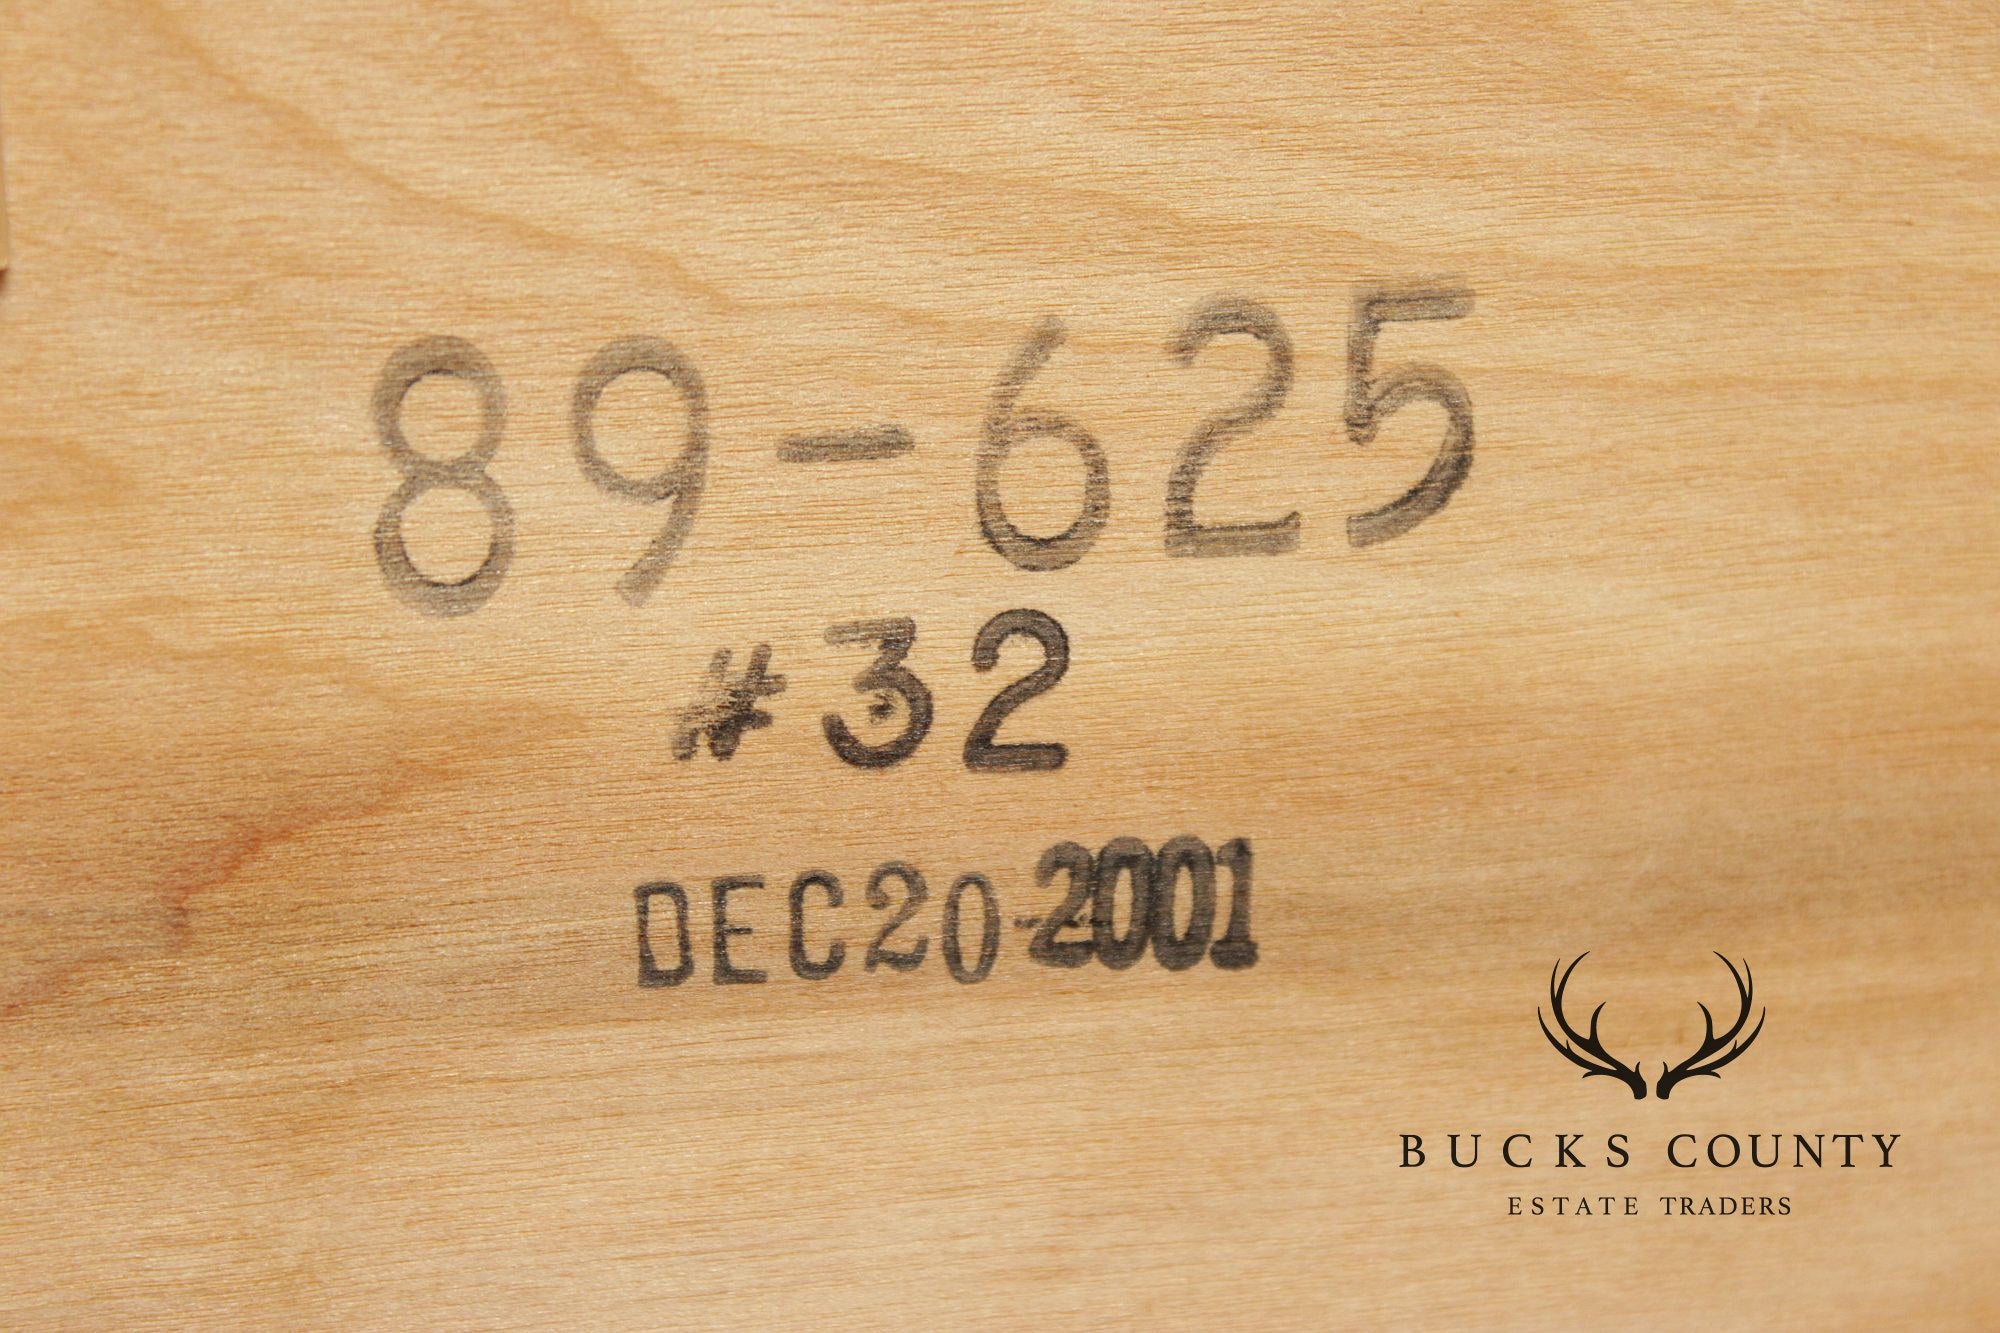 89-625
#32
DEC20-2001
BUCKS COUNTY
ESTATE TRADERS